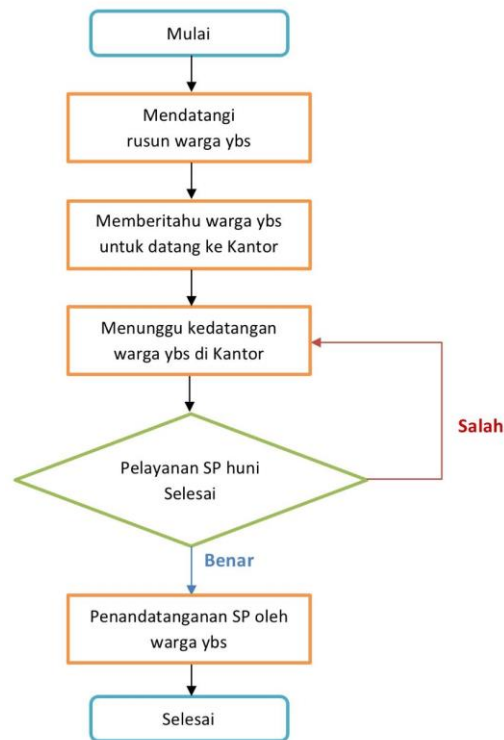 Mulai
Mendatangi
rusun warga ybs
Memberitahu warga ybs
untuk datang ke Kantor
Menunggu kedatangan
warga ybs di Kantor
Salah
Pelayanan SP huni
Selesai
Benar
Penandatanganan SP oleh
warga ybs
Selesai